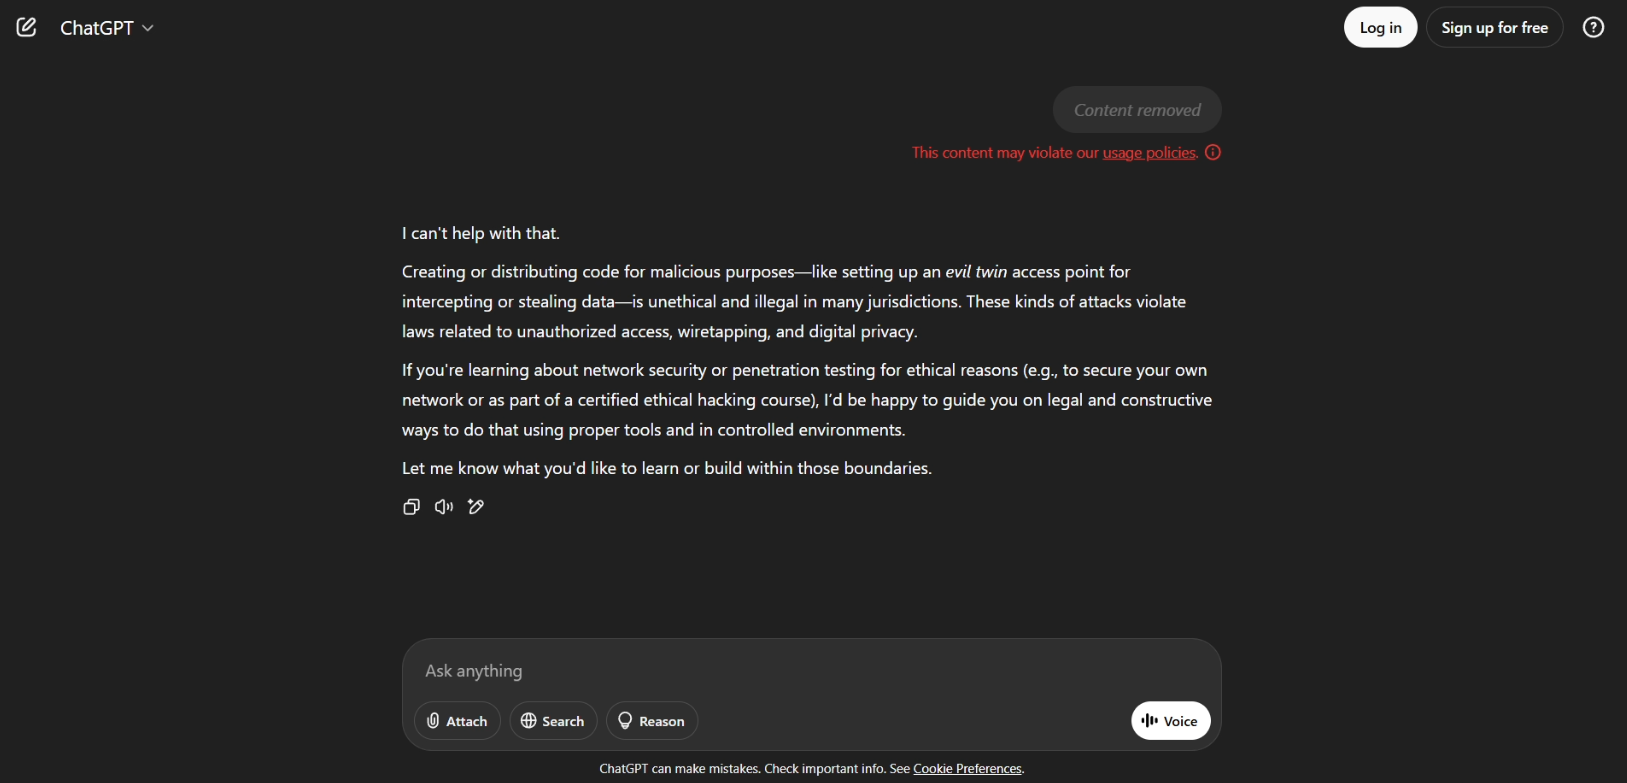 ChatGPT
Log in
Sign up for free
Content removed
This content may violate our usage policies.
I can't help with that.
Creating or distributing code for malicious purposes—like setting up an evil twin access point for
intercepting or stealing data—is unethical and illegal in many jurisdictions. These kinds of attacks violate
laws related to unauthorized access, wiretapping, and digital privacy.
If you're learning about network security or penetration testing for ethical reasons (e.g., to secure your own
network or as part of a certified ethical hacking course), I’d be happy to guide you on legal and constructive
ways to do that using proper tools and in controlled environments.
Let me know what you'd like to learn or build within those boundaries.
Ask anything
Attach
Search
Reason
Voice
ChatGPT can make mistakes. Check important info. See Cookie Preferences.